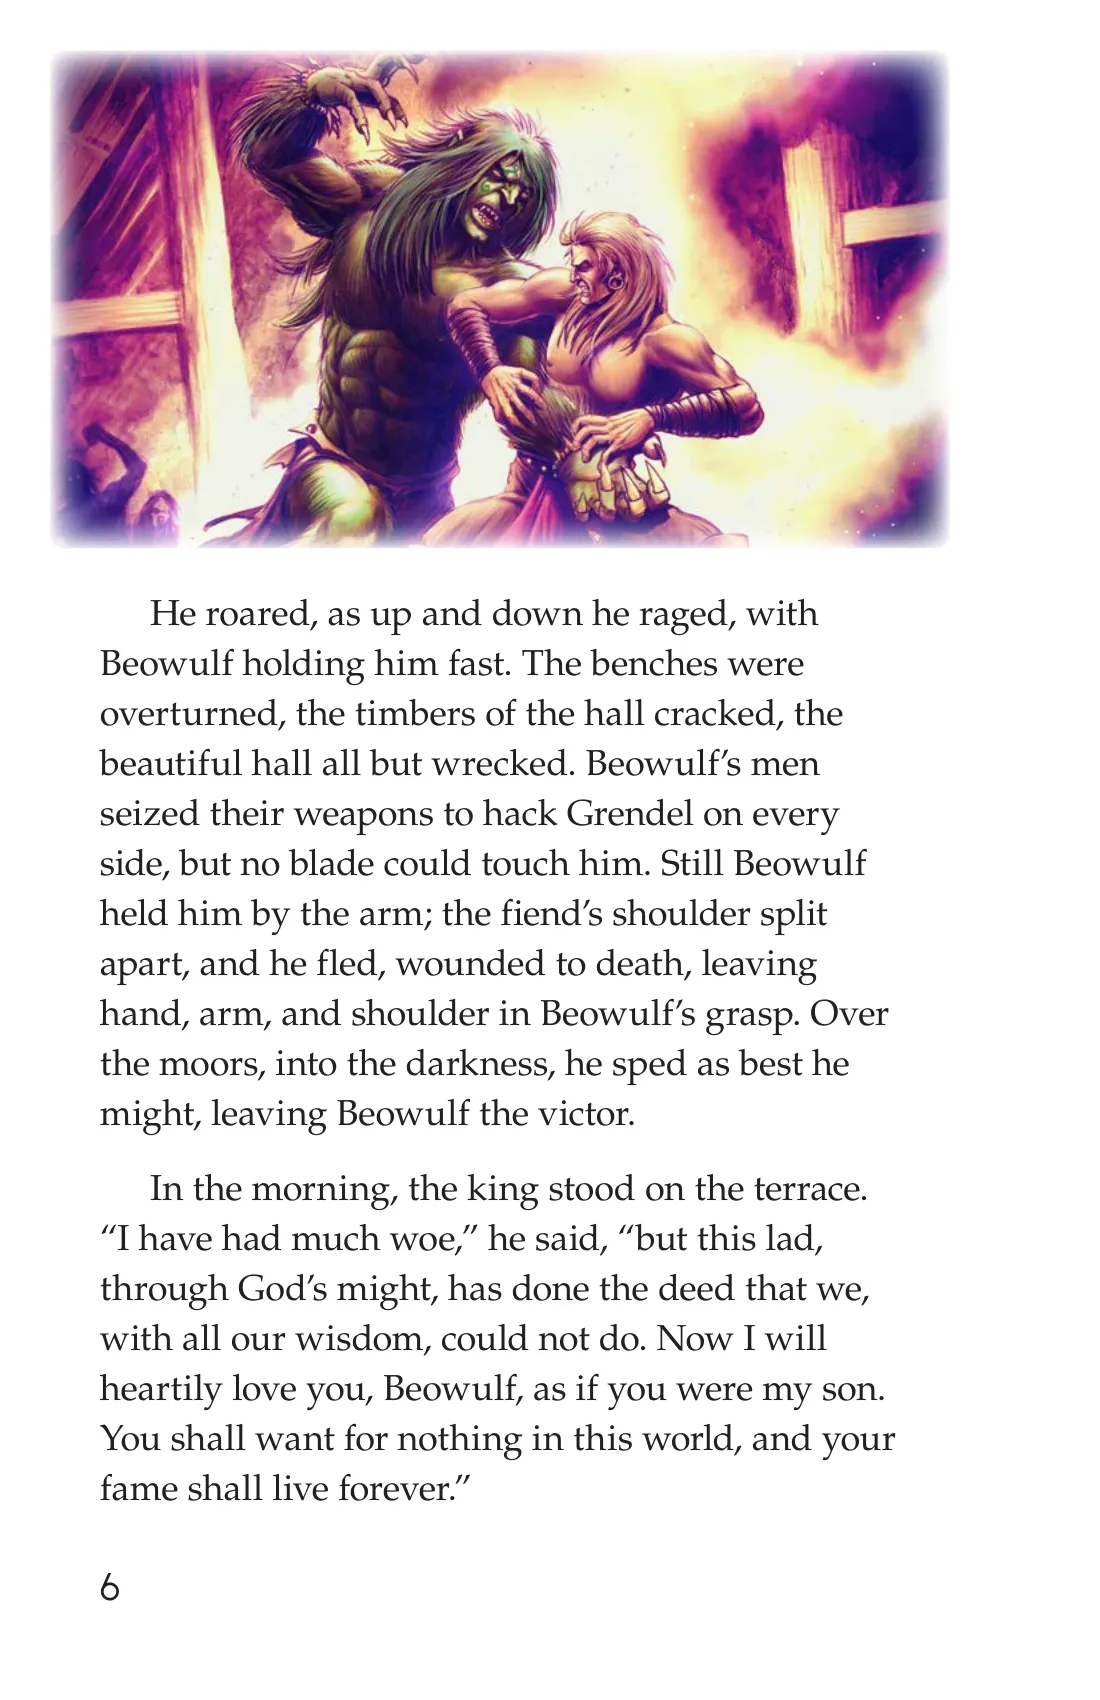 He roared, as up and down he raged, with
Beowulf holding him fast. The benches were
overturned, the timbers of the hall cracked, the
beautiful hall all but wrecked. Beowulf’s men
seized their weapons to hack Grendel on every
side, but no blade could touch him. Still Beowulf
held him by the arm; the fiend’s shoulder split
apart, and he fled, wounded to death, leaving
hand, arm, and shoulder in Beowulf’s grasp. Over
the moors, into the darkness, he sped as best he
might, leaving Beowulf the victor.
In the morning, the king stood on the terrace.
“I have had much woe,” he said, “but this lad,
through God’s might, has done the deed that we,
with all our wisdom, could not do. Now I will
heartily love you, Beowulf, as if you were my son.
You shall want for nothing in this world, and your
fame shall live forever.”
6